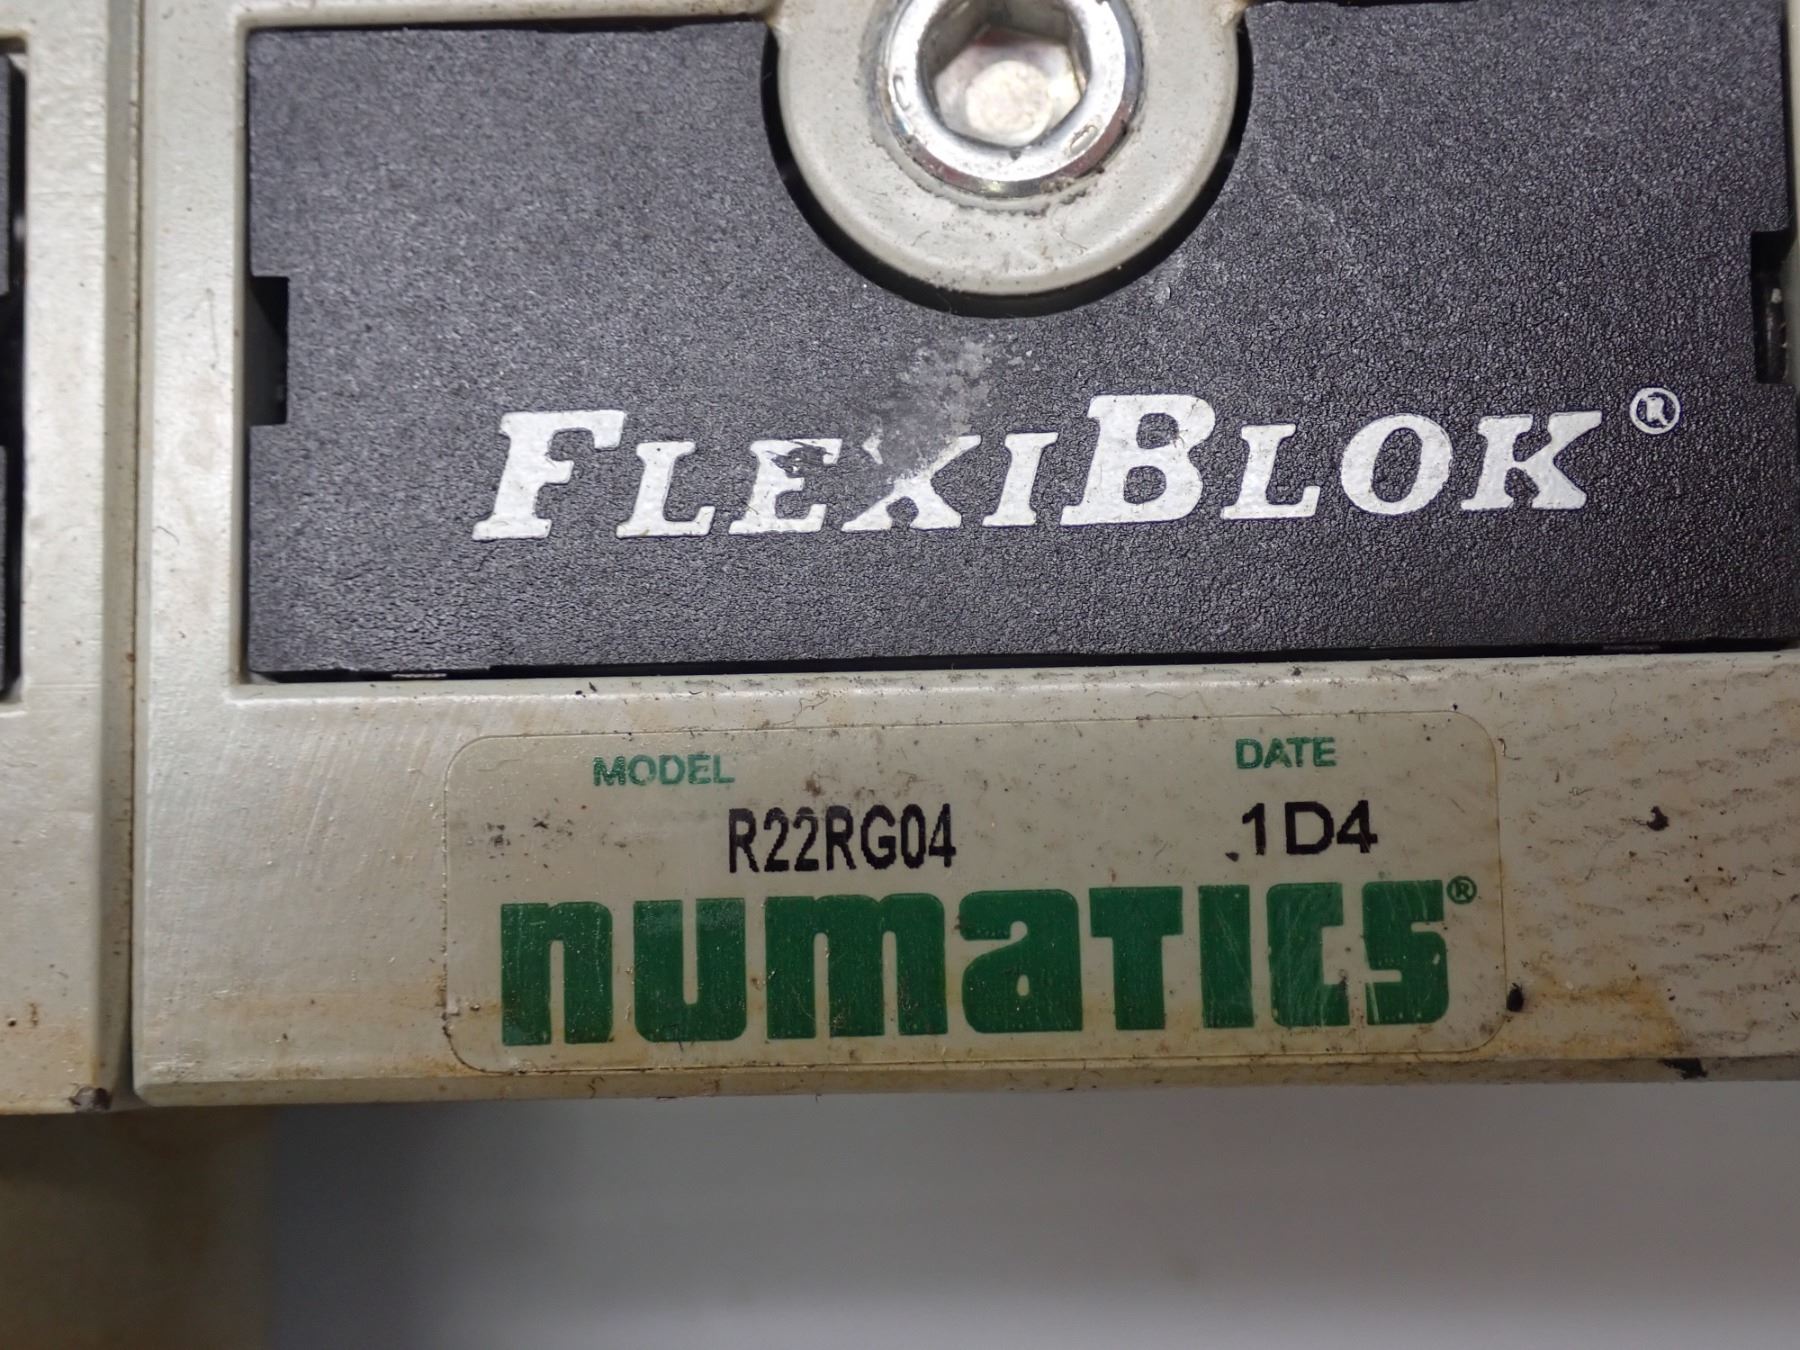 FLEXIBLOK®
MODEL DATE
R22RG04 1D4
numatics®